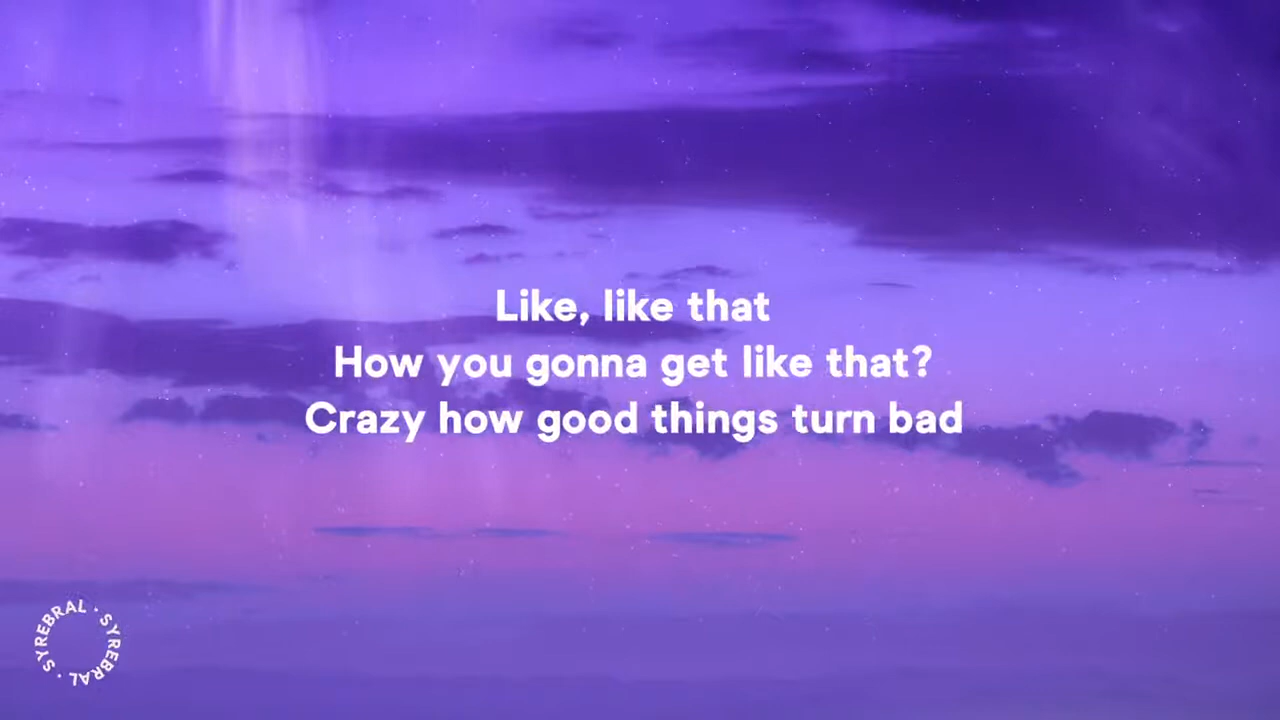 Like, like that
How you gonna get like that?
Crazy how good things turn bad
SYREBRAL · SYREBRAL ·